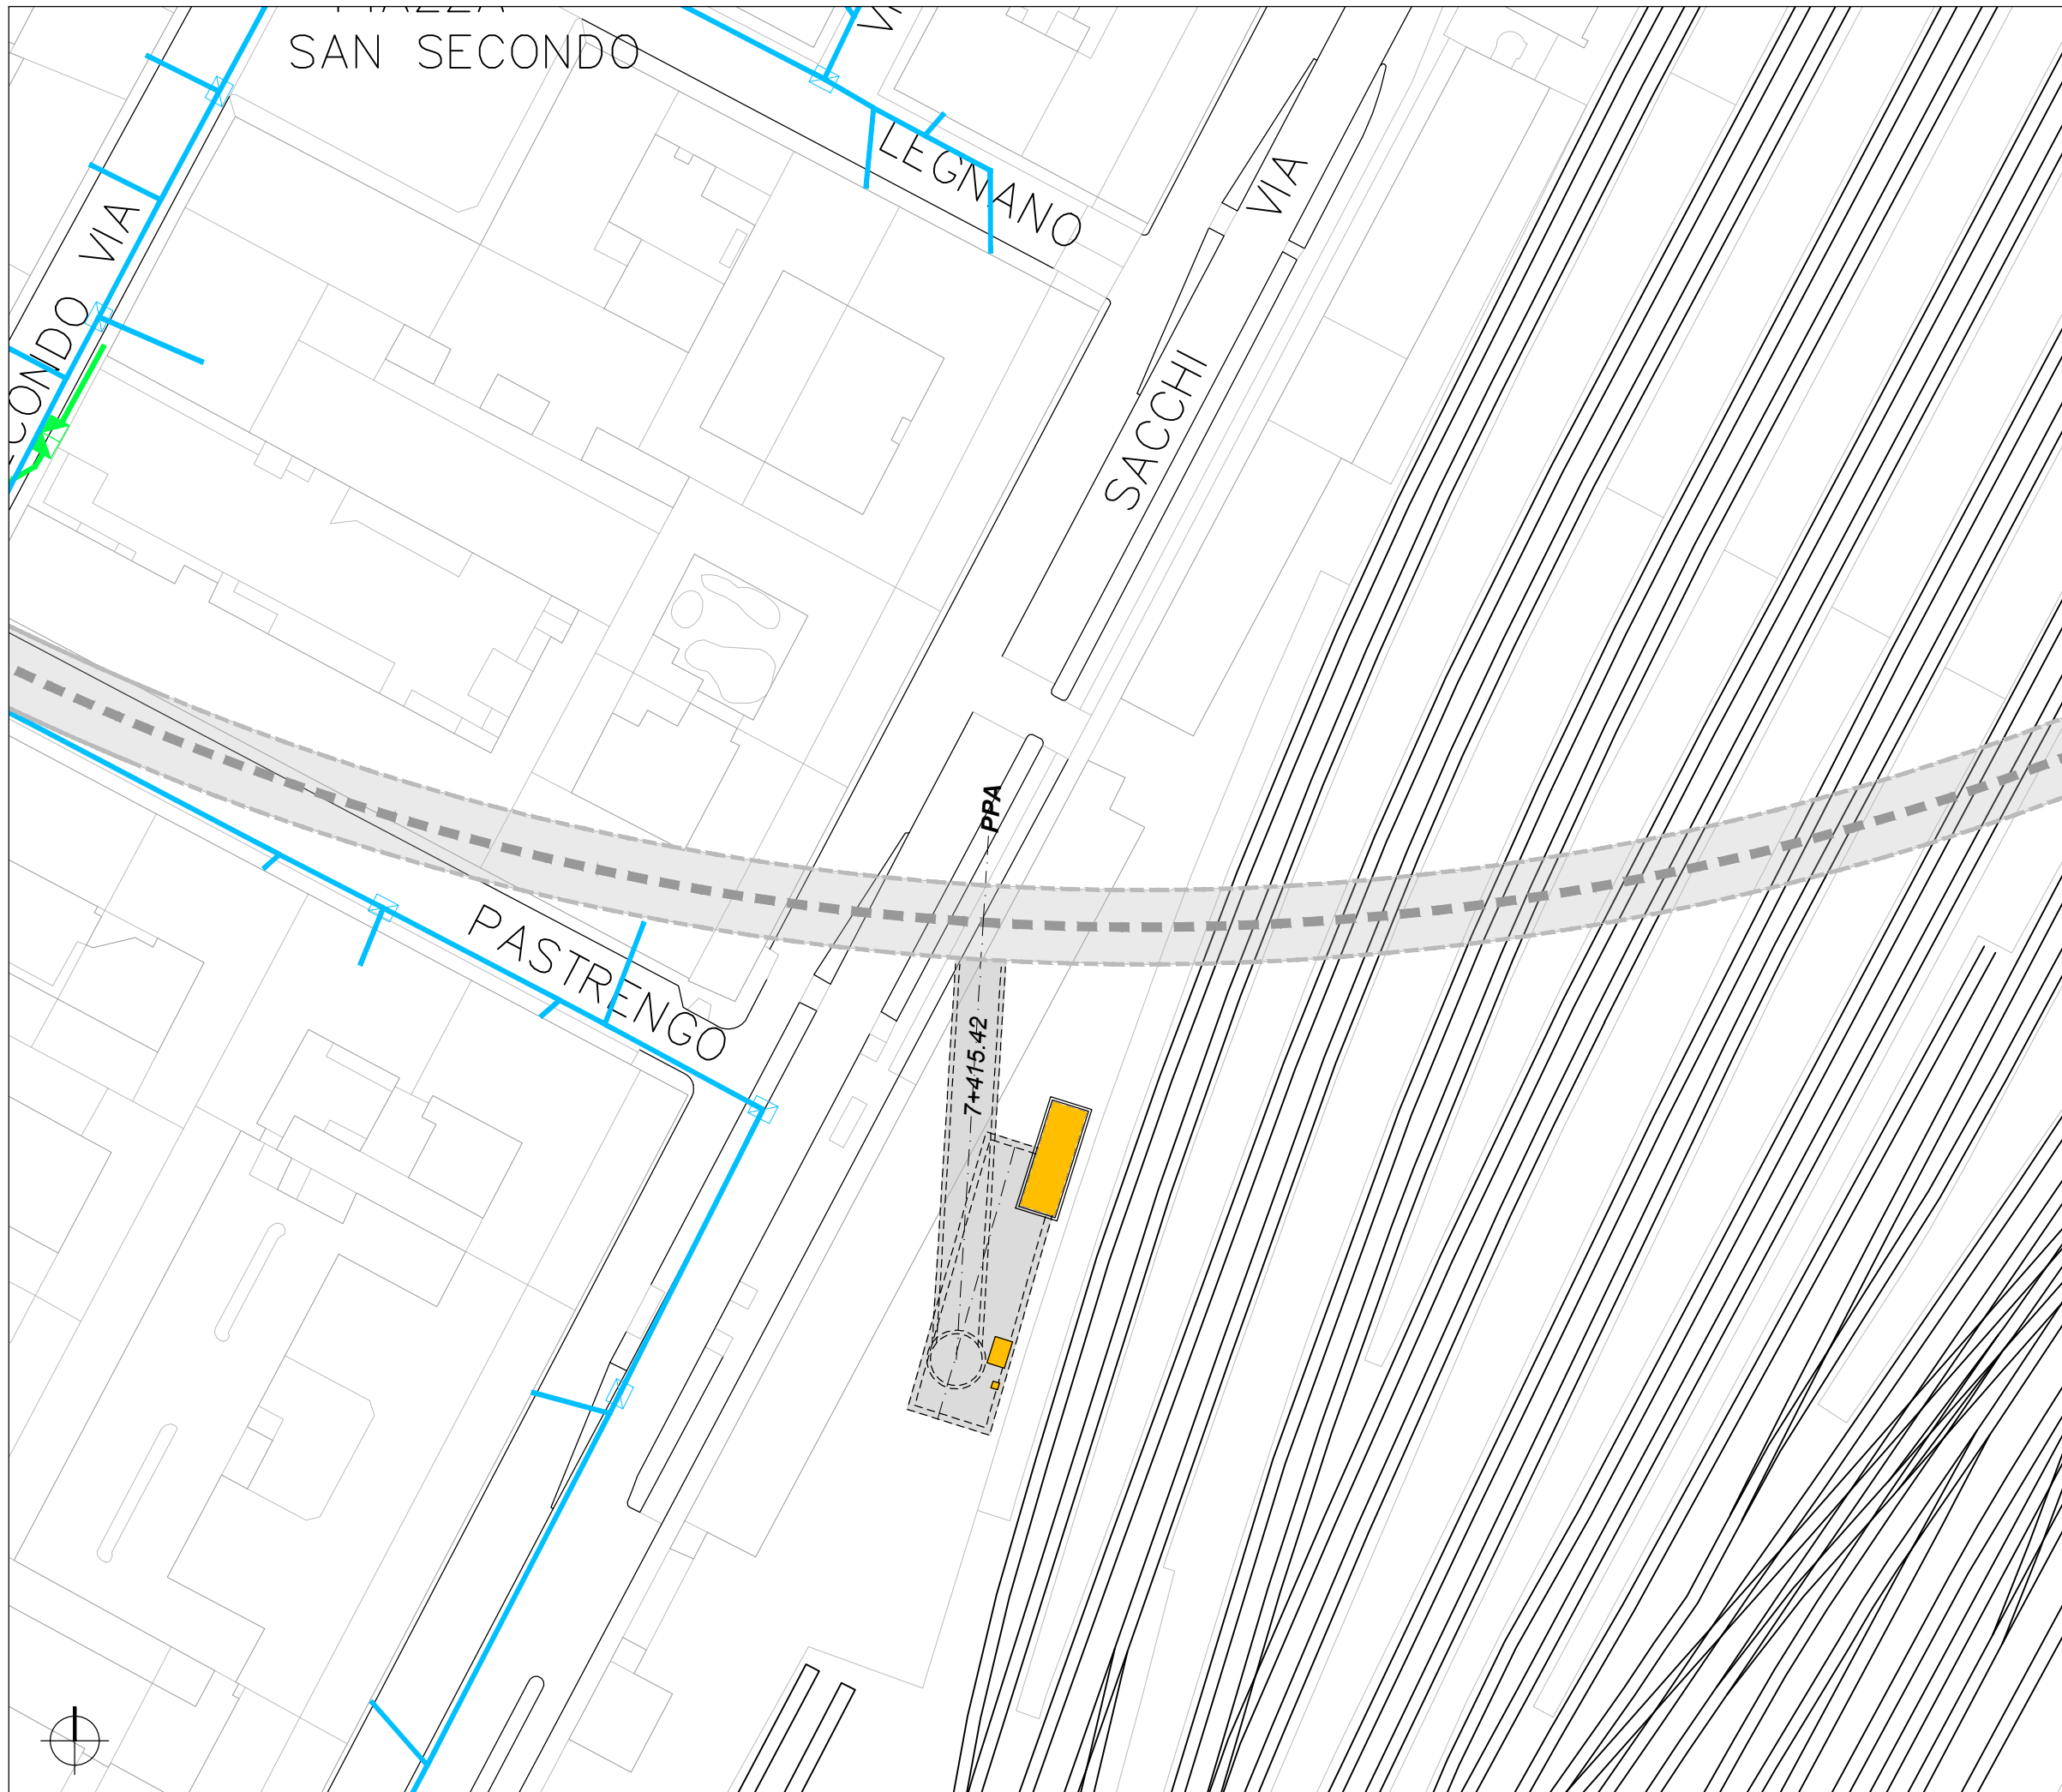 SAN SECONDO
LEGNANO
VIA
VIA
SACCHI
PPA
PASTRENGO
7+415.42